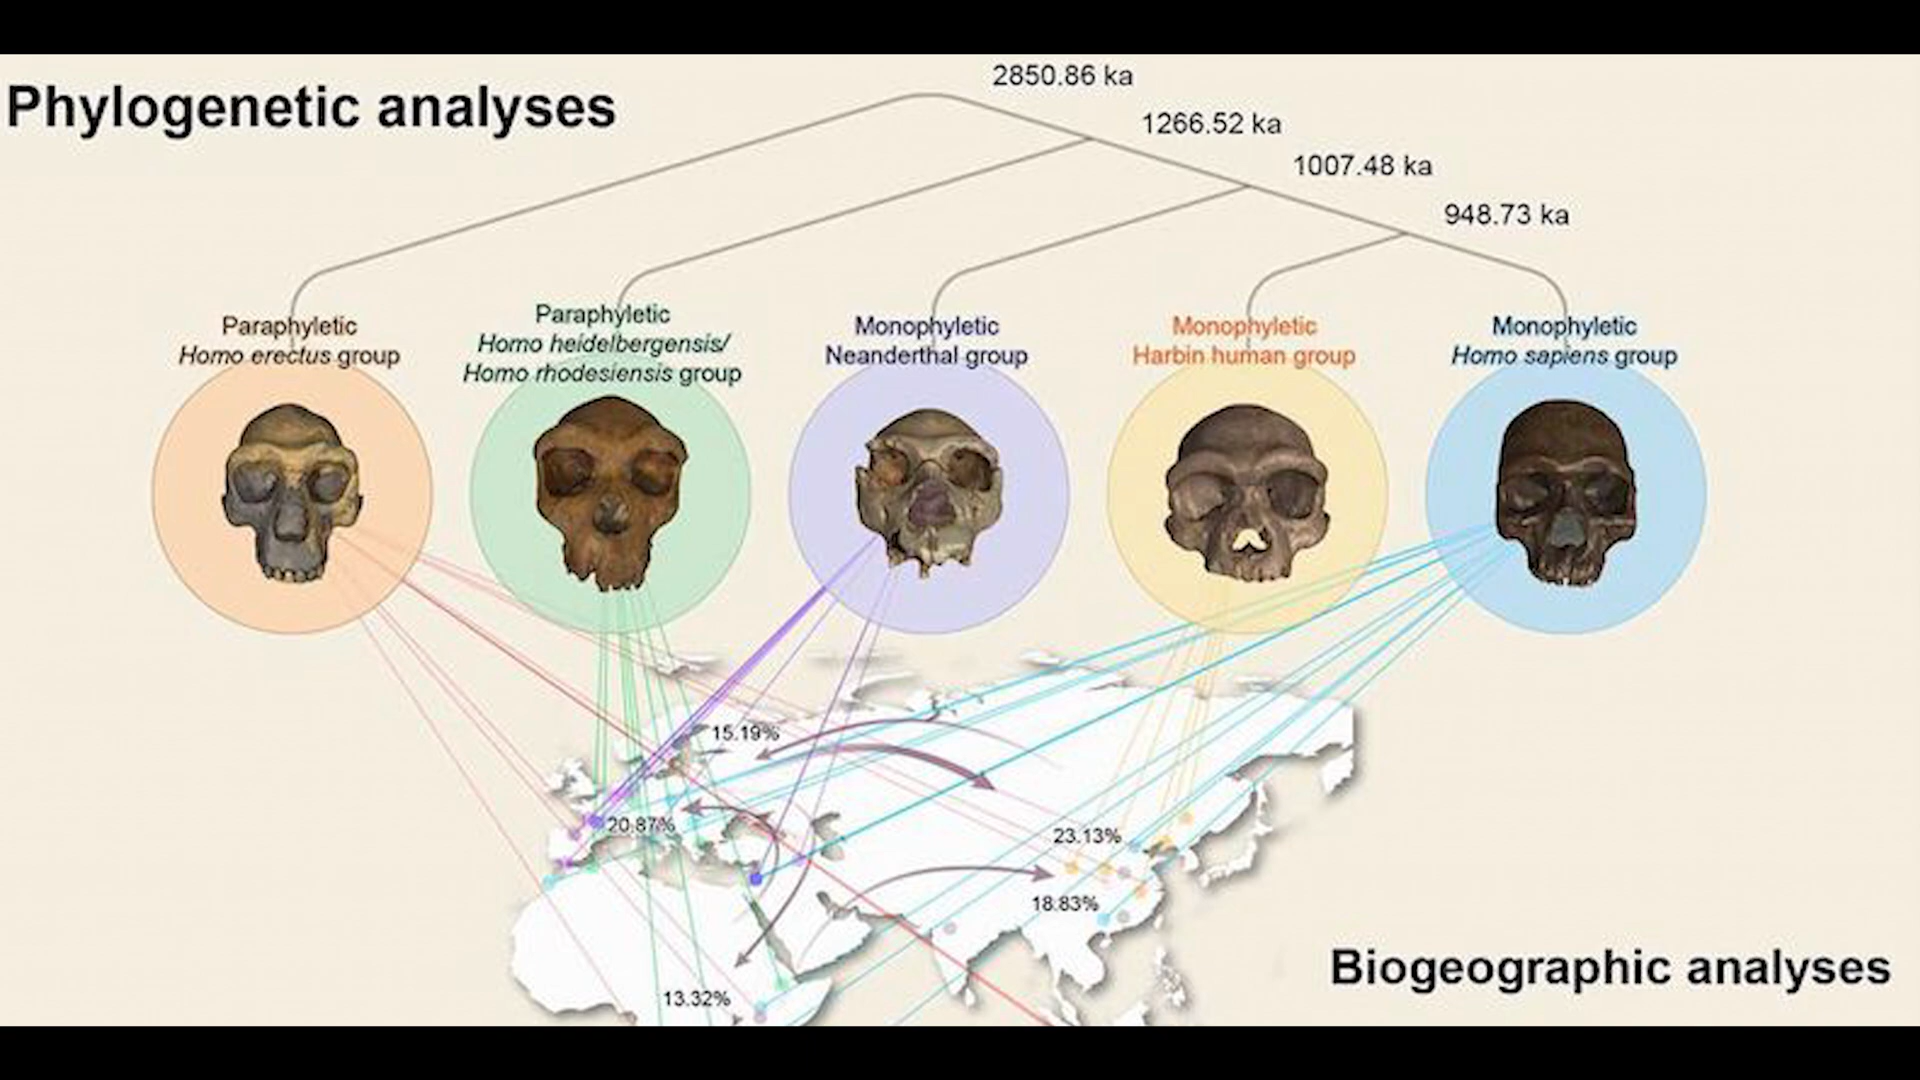 Phylogenetic analyses
2850.86 ka
1266.52 ka
1007.48 ka
948.73 ka
Paraphyletic
Homo erectus group
Paraphyletic
Homo heidelbergensis/
Homo rhodesiensis group
Monophyletic
Neanderthal group
Monophyletic
Harbin human group
Monophyletic
Homo sapiens group
15.19%
20.87%
23.13%
18.83%
13.32%
Biogeographic analyses